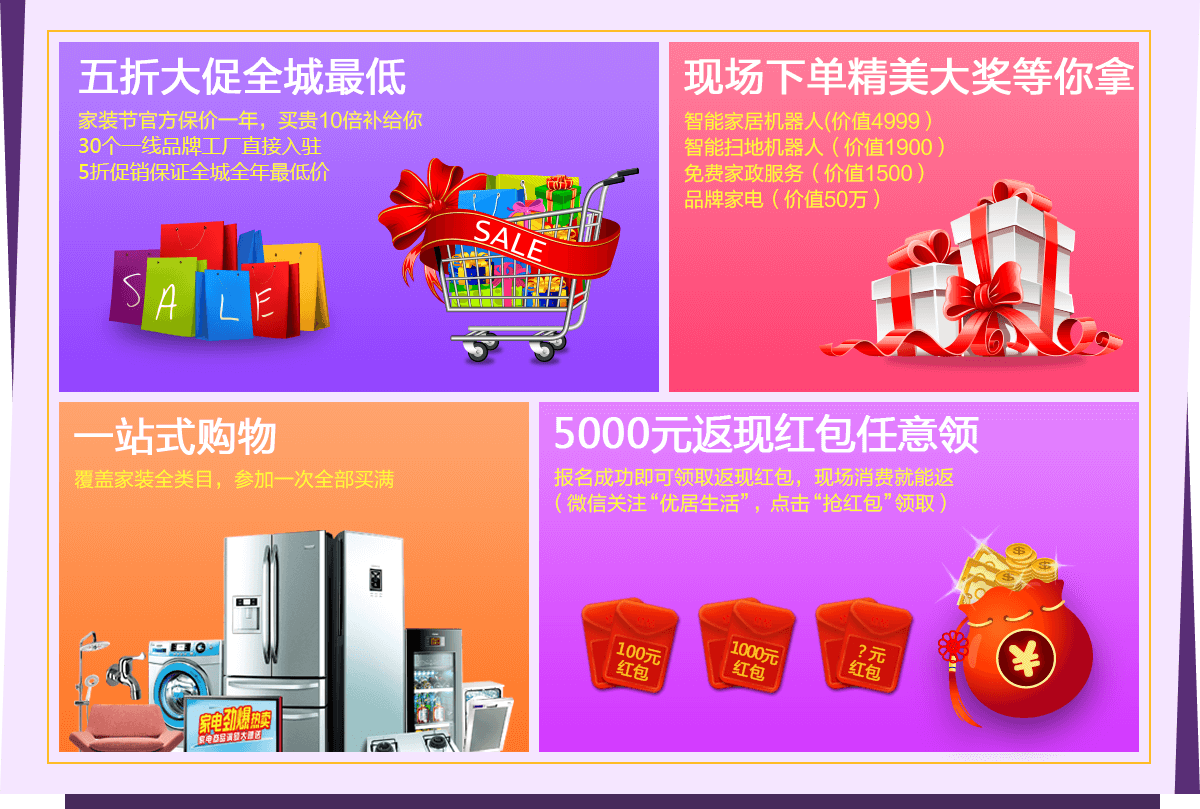 五折大促全城最低
家装节官方保价一年，买贵10倍补给你
30个一线品牌工厂直接入驻
5折促销保证全城全年最低价
SALE
SALE
现场下单精美大奖等你拿
智能家居机器人(价值4999）
智能扫地机器人（价值1900）
免费家政服务（价值1500）
品牌家电（价值50万）
一站式购物
覆盖家装全类目，参加一次全部买满
家电劲爆热卖
5000元返现红包任意领
报名成功即可领取返现红包，现场消费就能返
（微信关注“优居生活”，点击“抢红包”领取）
100元
红包
1000元
红包
？元
红包
¥